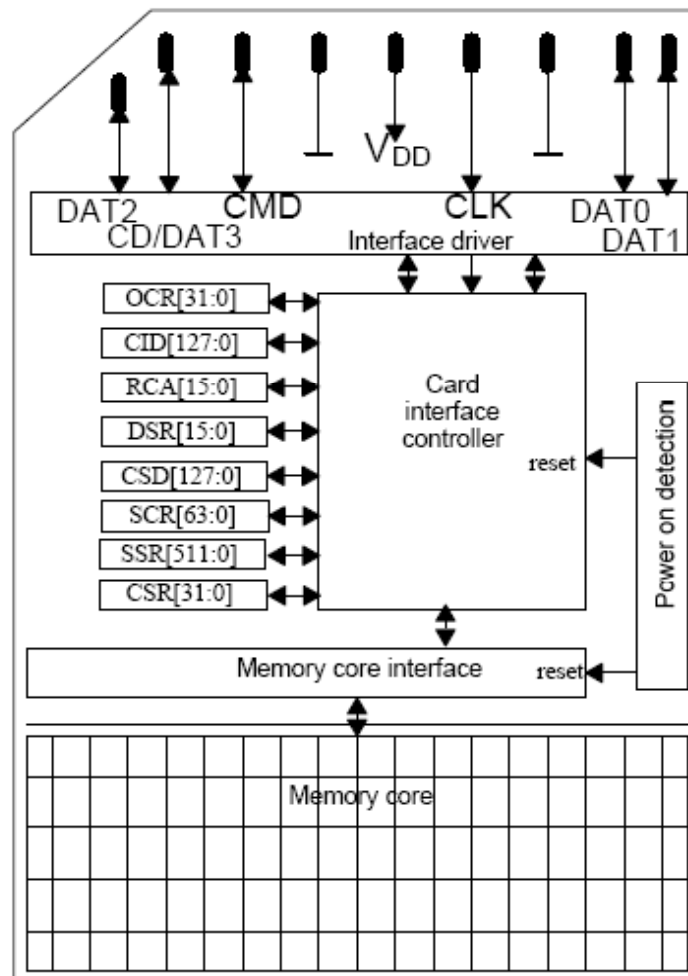 V_DD
DAT2 CMD CLK DAT0
CD/DAT3 Interface driver DAT1
OCR[31:0]
CID[127:0]
RCA[15:0]
DSR[15:0]
CSD[127:0]
SCR[63:0]
SSR[511:0]
CSR[31:0]
Card
interface
controller
reset
Power on detection
Memory core interface reset
Memory core